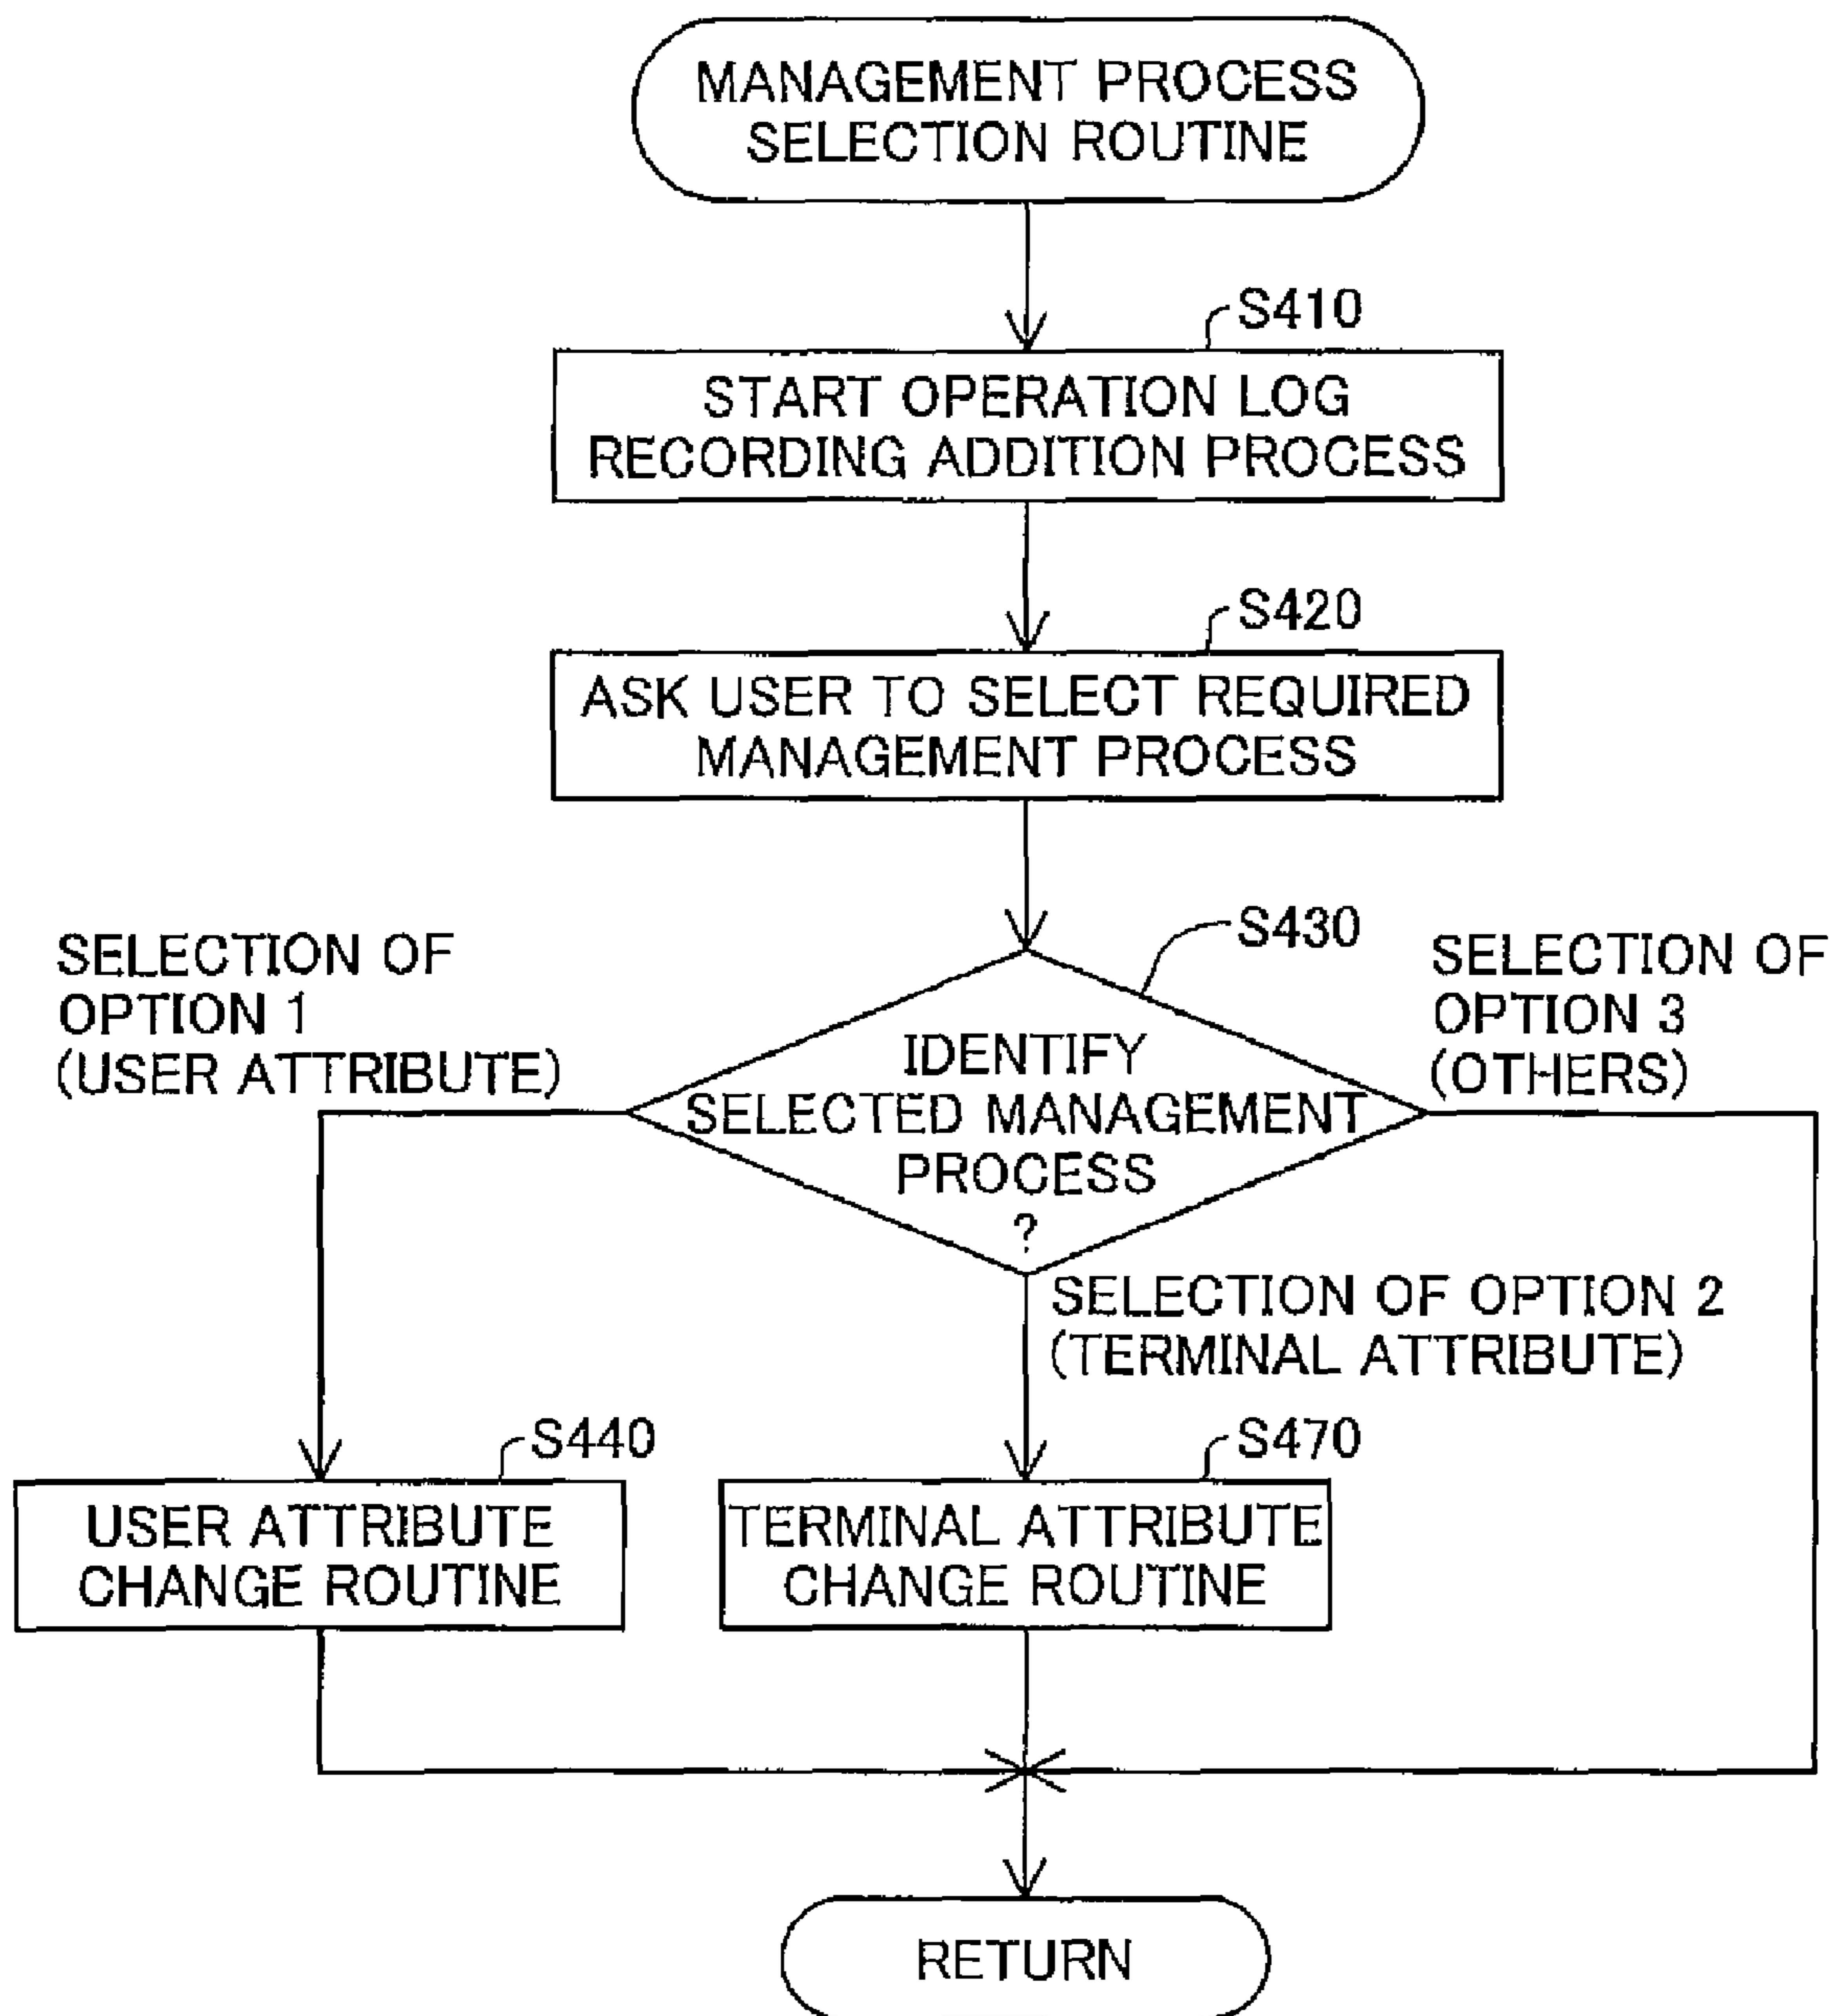 MANAGEMENT PROCESS
SELECTION ROUTINE
S410
START OPERATION LOG
RECORDING ADDITION PROCESS
S420
ASK USER TO SELECT REQUIRED
MANAGEMENT PROCESS
S430
SELECTION OF
OPTION 1
(USER ATTRIBUTE)
IDENTIFY
SELECTED MANAGEMENT
PROCESS
?
SELECTION OF
OPTION 3
(OTHERS)
SELECTION OF OPTION 2
(TERMINAL ATTRIBUTE)
S440
USER ATTRIBUTE
CHANGE ROUTINE
S470
TERMINAL ATTRIBUTE
CHANGE ROUTINE
RETURN